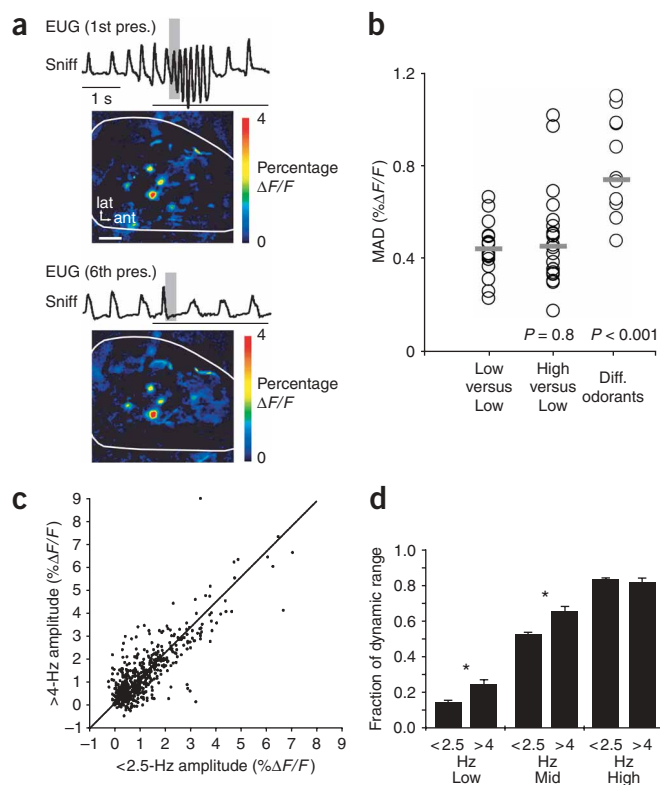 a
EUG (1st pres.)
Sniff
1 s
4
Percentage
ΔF/F
0
lat
ant
EUG (6th pres.)
Sniff
4
Percentage
ΔF/F
0
b
1.2
0.8
0.4
0
MAD (%ΔF/F)
P = 0.8
P < 0.001
Low
versus
Low
High
versus
Low
Diff.
odorants
c
9
8
7
6
5
4
3
2
1
0
−1
>4-Hz amplitude (%ΔF/F)
−1 0 1 2 3 4 5 6 7 8 9
<2.5-Hz amplitude (%ΔF/F)
d
1.0
0.8
0.6
0.4
0.2
0
Fraction of dynamic range
*
*
<2.5 >4 <2.5 >4 <2.5 >4
Hz Hz Hz
Low Mid High